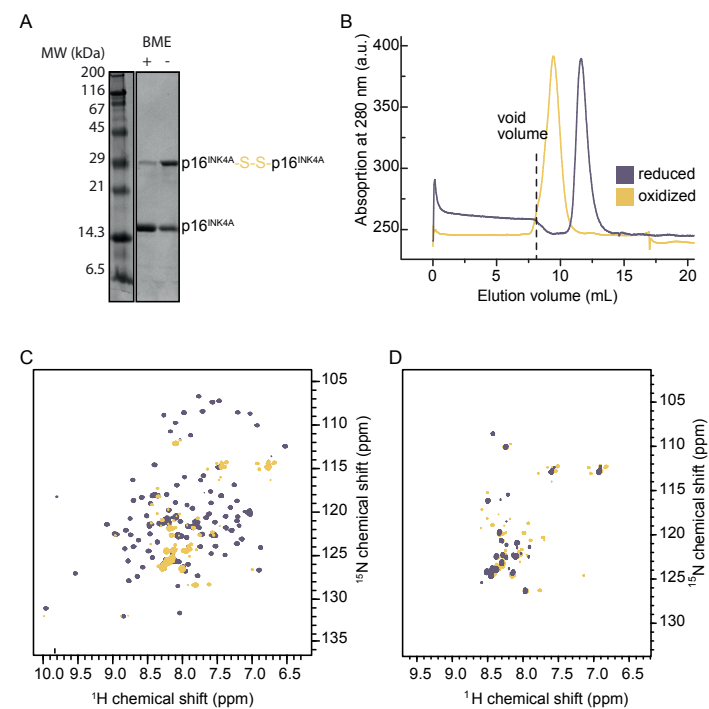 A
BME
MW (kDa)
+ -
200
116
67
45
29
21
14.3
6.5
p16INK4A-S-S-p16INK4A
p16INK4A
B
Absoprtion at 280 nm (a.u.)
400
350
300
250
void
volume
reduced
oxidized
0 5 10 15 20
Elution volume (mL)
C
105
110
115
120
125
130
135
15N chemical shift (ppm)
10.0 9.5 9.0 8.5 8.0 7.5 7.0 6.5
1H chemical shift (ppm)
D
105
110
115
120
125
130
15N chemical shift (ppm)
9.5 9.0 8.5 8.0 7.5 7.0 6.5
1H chemical shift (ppm)